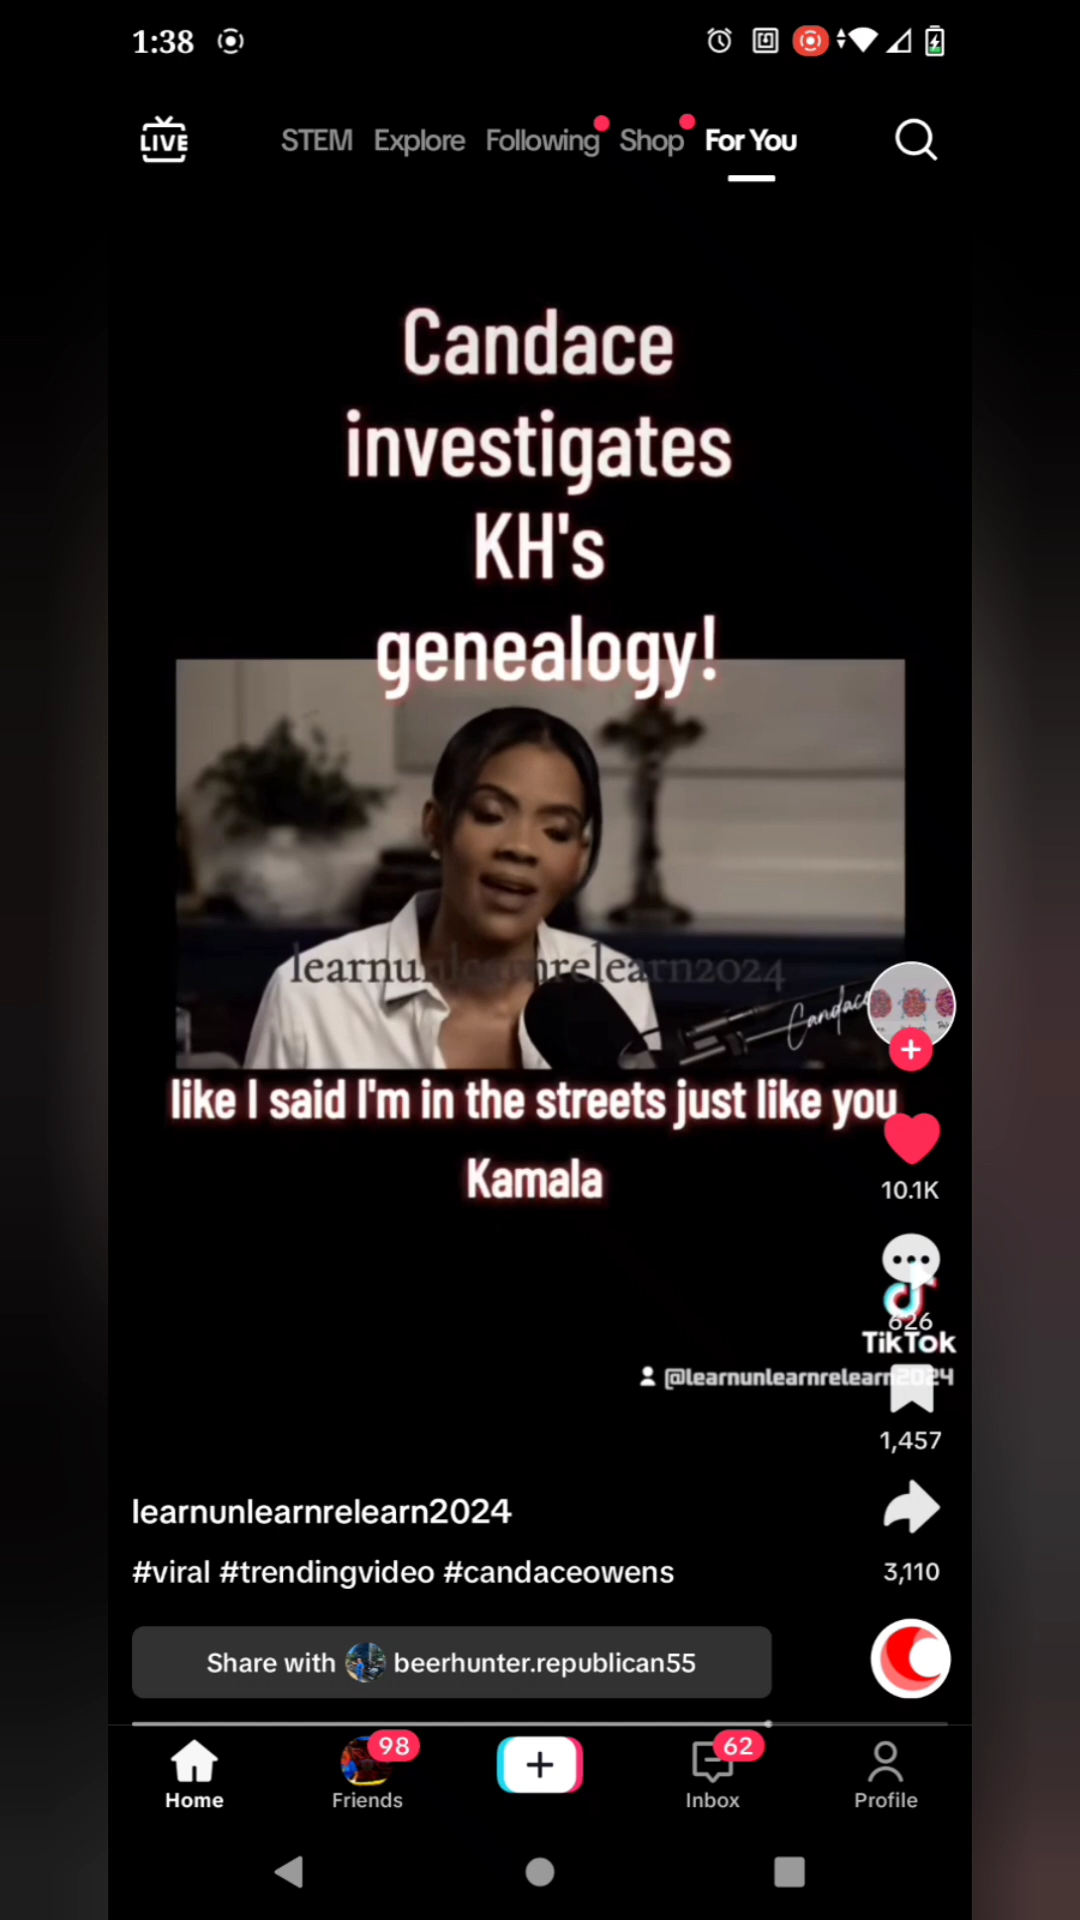 1:38
LIVE
STEM Explore Following Shop For You
Candace
investigates
KH's
genealogy!
learnunlearnrelearn2024
Candace
like I said I'm in the streets just like you
Kamala
10.1K
626
TikTok
@learnunlearnrelearn2024
1,457
learnunlearnrelearn2024
#viral #trendingvideo #candaceowens
3,110
Share with beerhunter.republican55
98
62
Home
Friends
Inbox
Profile